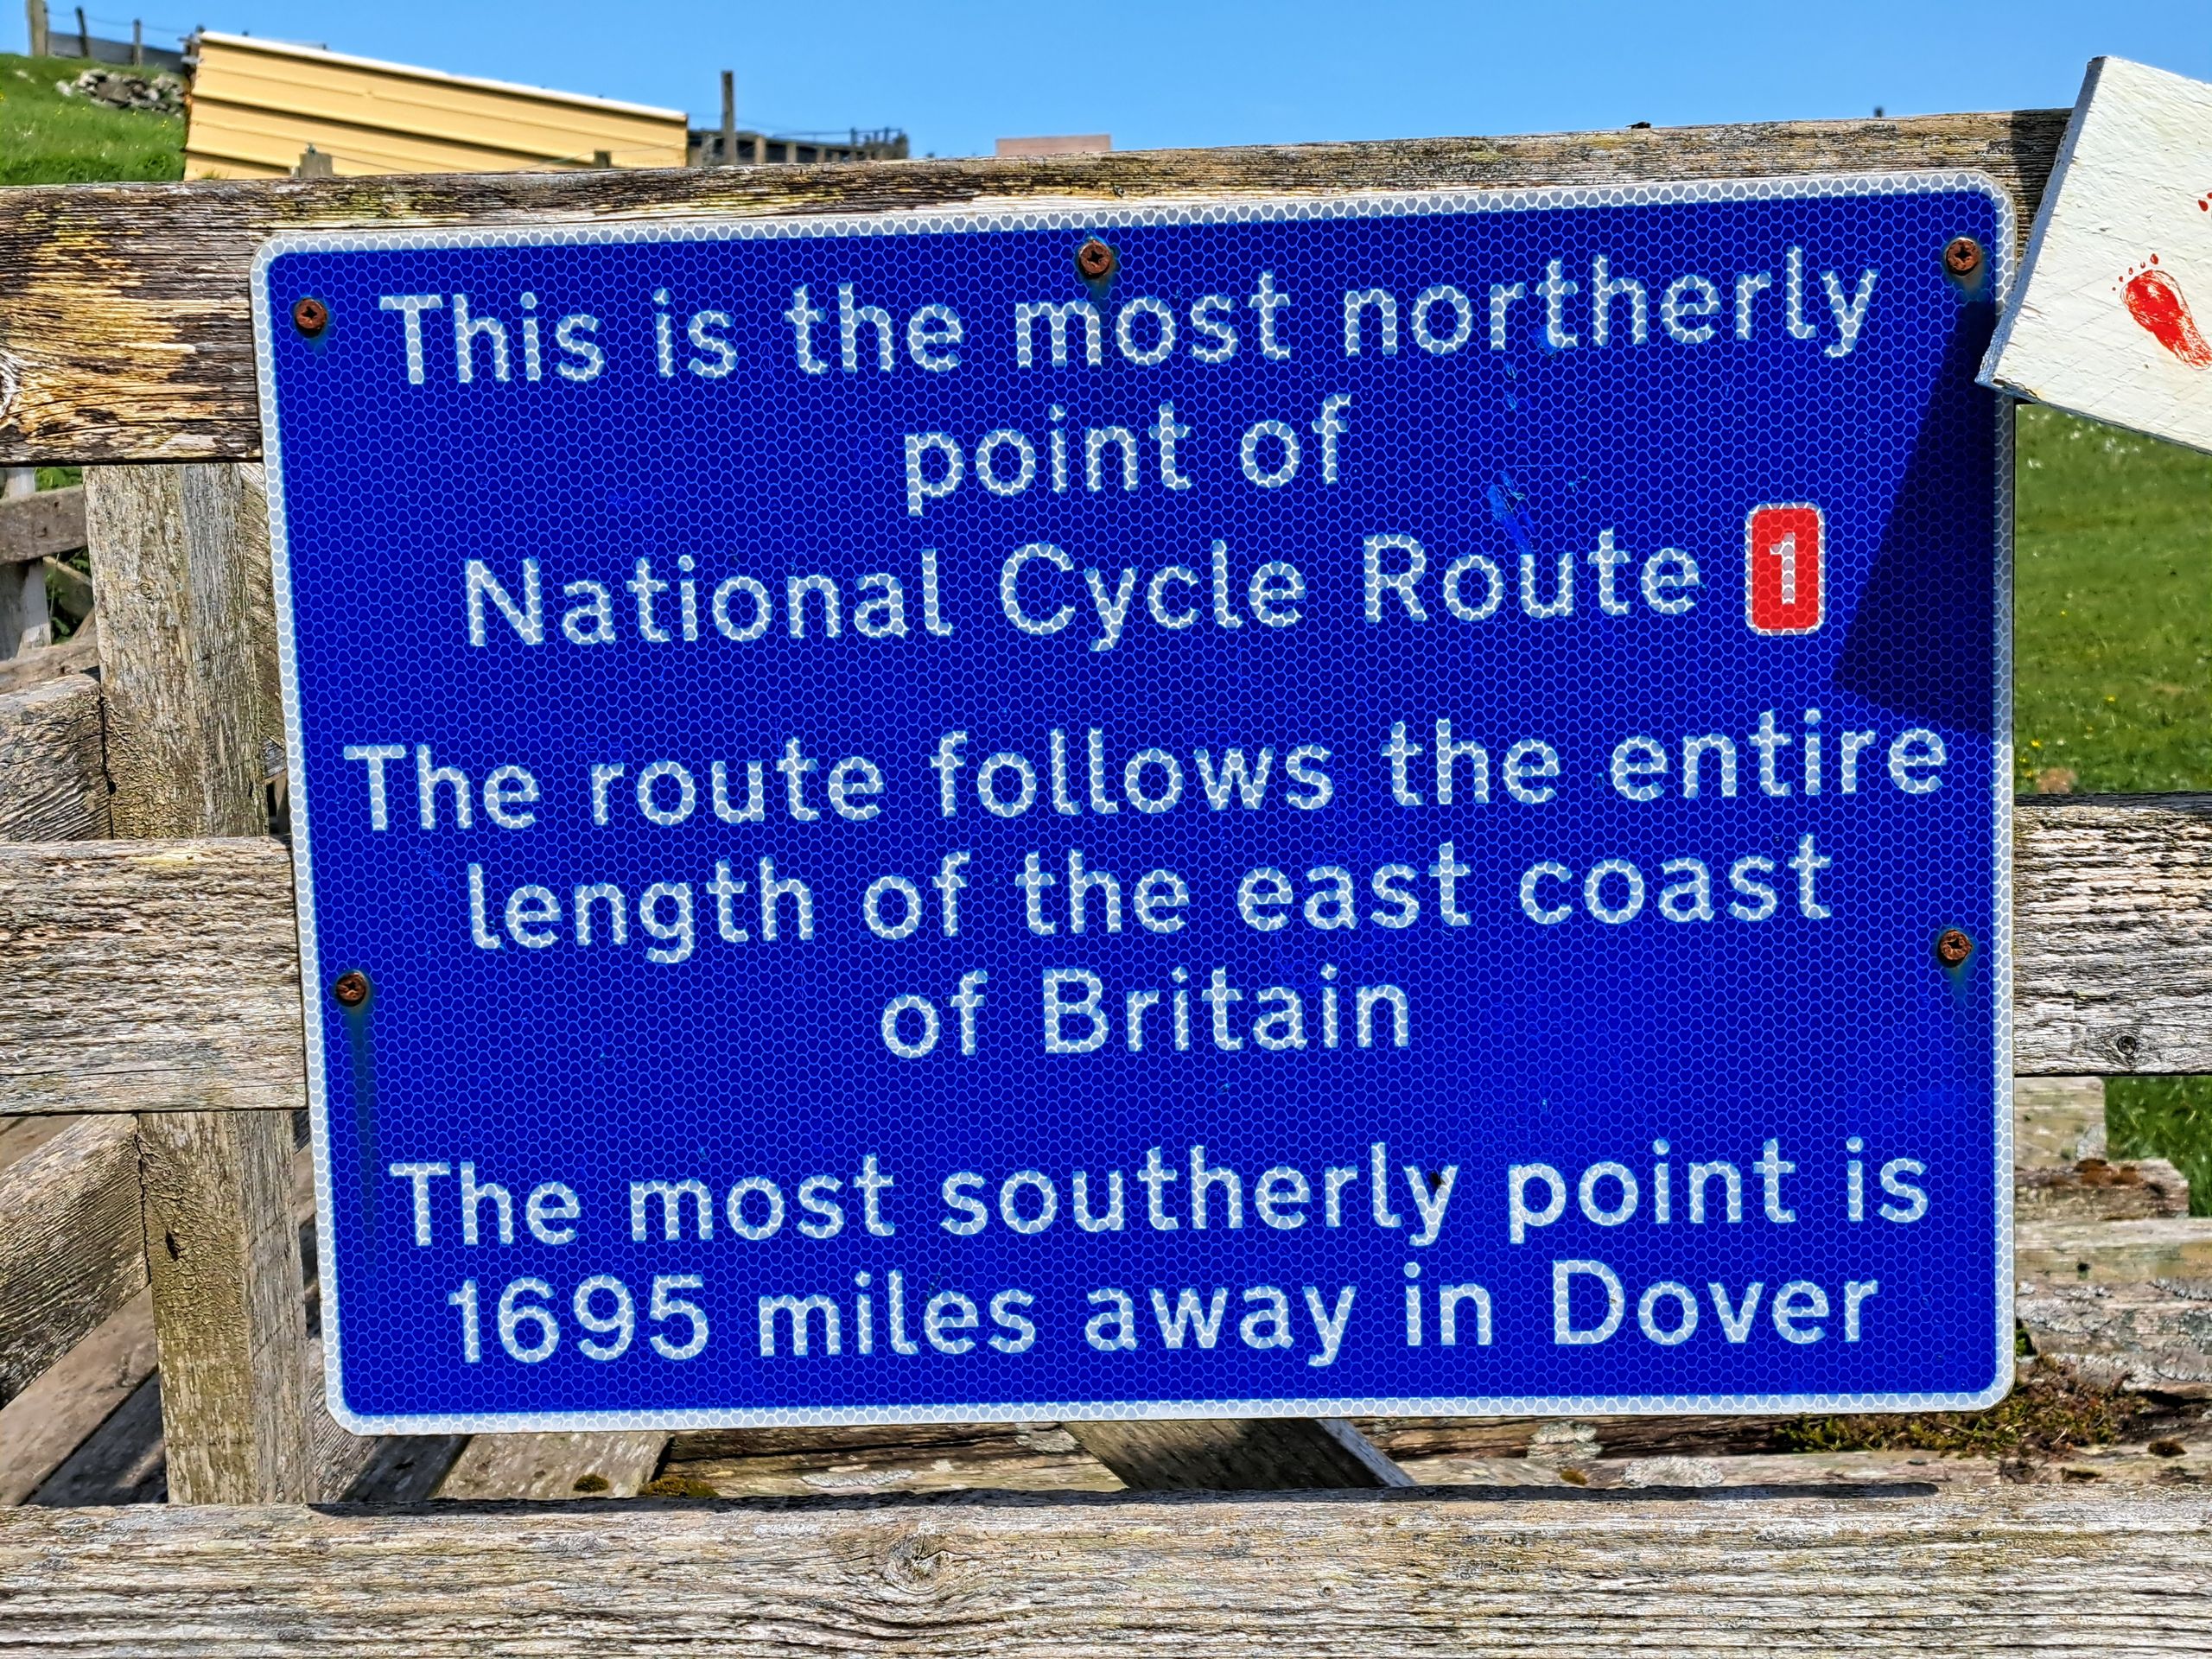 This is the most northerly
point of
National Cycle Route 1
The route follows the entire
length of the east coast
of Britain
The most southerly point is
1695 miles away in Dover